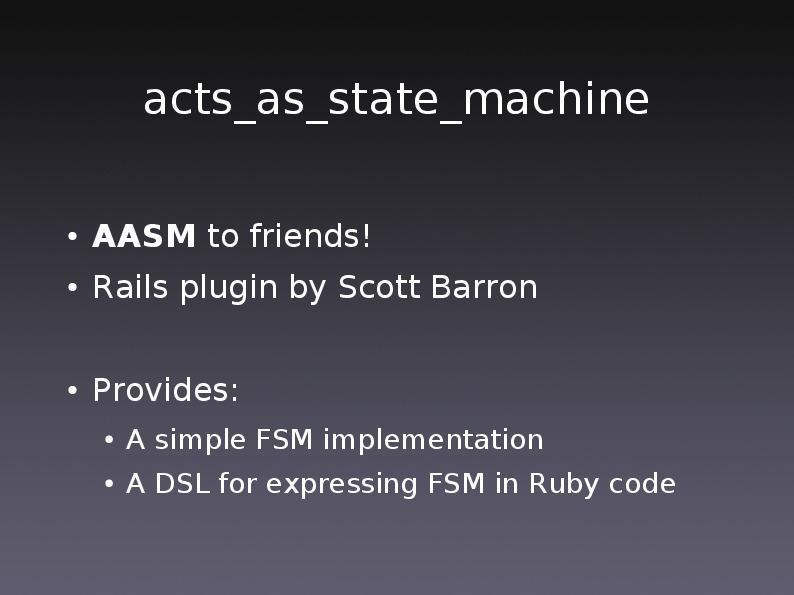 acts_as_state_machine
• AASM to friends!
• Rails plugin by Scott Barron
• Provides:
• A simple FSM implementation
• A DSL for expressing FSM in Ruby code